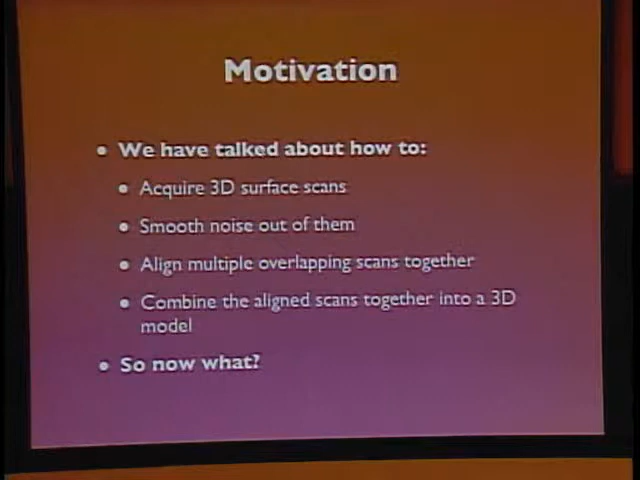 Motivation
• We have talked about how to:
• Acquire 3D surface scans
• Smooth noise out of them
• Align multiple overlapping scans together
• Combine the aligned scans together into a 3D
model
• So now what?